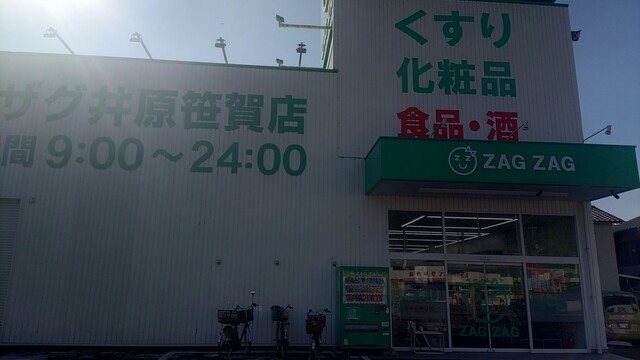 くすり
化粧品
食品・酒
ZAG ZAG
ザグ井原笹賀店
間 9:00～24:00
ZAG ZAG